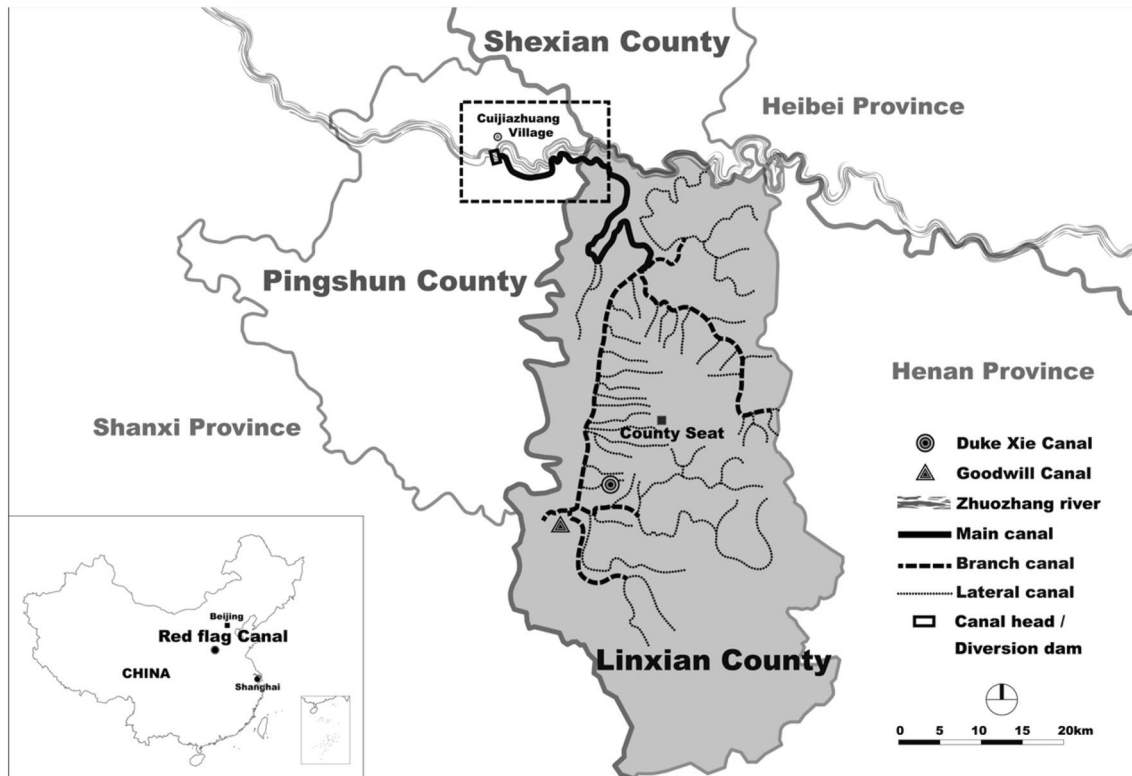 Shexian County
Heibei Province
Cuijiazhuang
Village
Pingshun County
Henan Province
Shanxi Province
County Seat
Duke Xie Canal
Goodwill Canal
Zhuozhang river
Main canal
Branch canal
Lateral canal
Canal head /
Diversion dam
Linxian County
Beijing
Red flag Canal
CHINA
Shanghai
0 5 10 15 20km